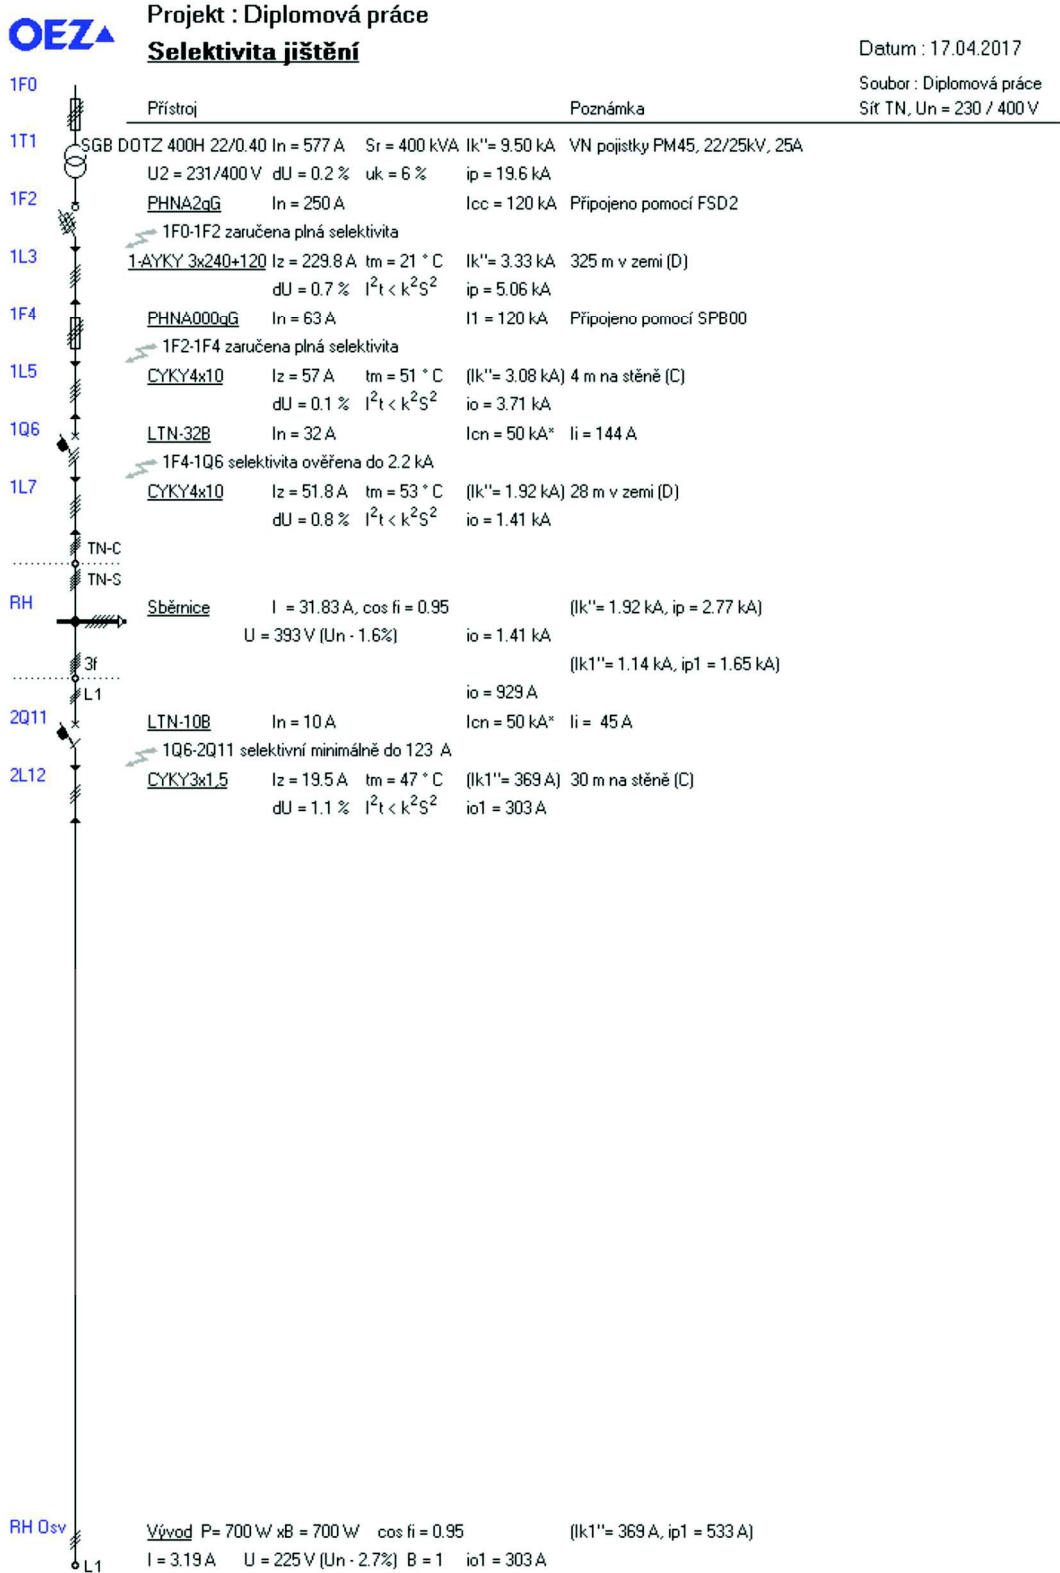 OEZ
Projekt : Diplomová práce
Selektivita jištění
Datum : 17.04.2017
Soubor : Diplomová práce
Přístroj Poznámka Síť TN, Un = 230 / 400 V
1F0
1T1 SGB DOTZ 400H 22/0.40 In = 577 A Sr = 400 kVA Ik''= 9.50 kA VN pojistky PM45, 22/25kV, 25A
U2 = 231/400 V dU = 0.2 % uk = 6 % ip = 19.6 kA
1F2 PHNA2gG In = 250 A Icc = 120 kA Připojeno pomocí FSD2
1F0-1F2 zaručena plná selektivita
1L3 1-AYKY 3x240+120 Iz = 229.8 A tm = 21 °C Ik''= 3.33 kA 325 m v zemi (D)
dU = 0.7 % I²t < k²S² ip = 5.06 kA
1F4 PHNA000gG In = 63 A I1 = 120 kA Připojeno pomocí SPB00
1F2-1F4 zaručena plná selektivita
1L5 CYKY4x10 Iz = 57 A tm = 51 °C (Ik''= 3.08 kA) 4 m na stěně (C)
dU = 0.1 % I²t < k²S² io = 3.71 kA
1Q6 LTN-32B In = 32 A Icn = 50 kA* Ii = 144 A
1F4-1Q6 selektivita ověřena do 2.2 kA
1L7 CYKY4x10 Iz = 51.8 A tm = 53 °C (Ik''= 1.92 kA) 28 m v zemi (D)
dU = 0.8 % I²t < k²S² io = 1.41 kA
TN-C
TN-S
RH Sběrnice I = 31.83 A, cos fi = 0.95 (Ik''= 1.92 kA, ip = 2.77 kA)
U = 393 V (Un - 1.6%) io = 1.41 kA
3f (Ik1''= 1.14 kA, ip1 = 1.65 kA)
L1 io = 929 A
2Q11 LTN-10B In = 10 A Icn = 50 kA* Ii = 45 A
1Q6-2Q11 selektivní minimálně do 123 A
2L12 CYKY3x1,5 Iz = 19.5 A tm = 47 °C (Ik1''= 369 A) 30 m na stěně (C)
dU = 1.1 % I²t < k²S² io1 = 303 A
RH Osv Vývod P= 700 W xB = 700 W cos fi = 0.95 (Ik1''= 369 A, ip1 = 533 A)
L1 I = 3.19 A U = 225 V (Un - 2.7%) B = 1 io1 = 303 A